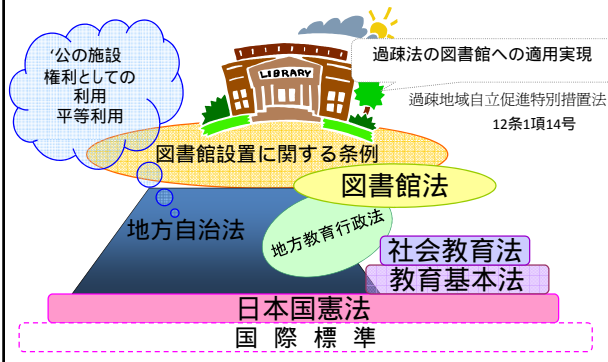 ‘公の施設
権利としての
利用
平等利用
LIBRARY
過疎法の図書館への適用実現
過疎地域自立促進特別措置法
12条1項14号
図書館設置に関する条例
図書館法
地方自治法
地方教育行政法
社会教育法
教育基本法
日本国憲法
国際標準